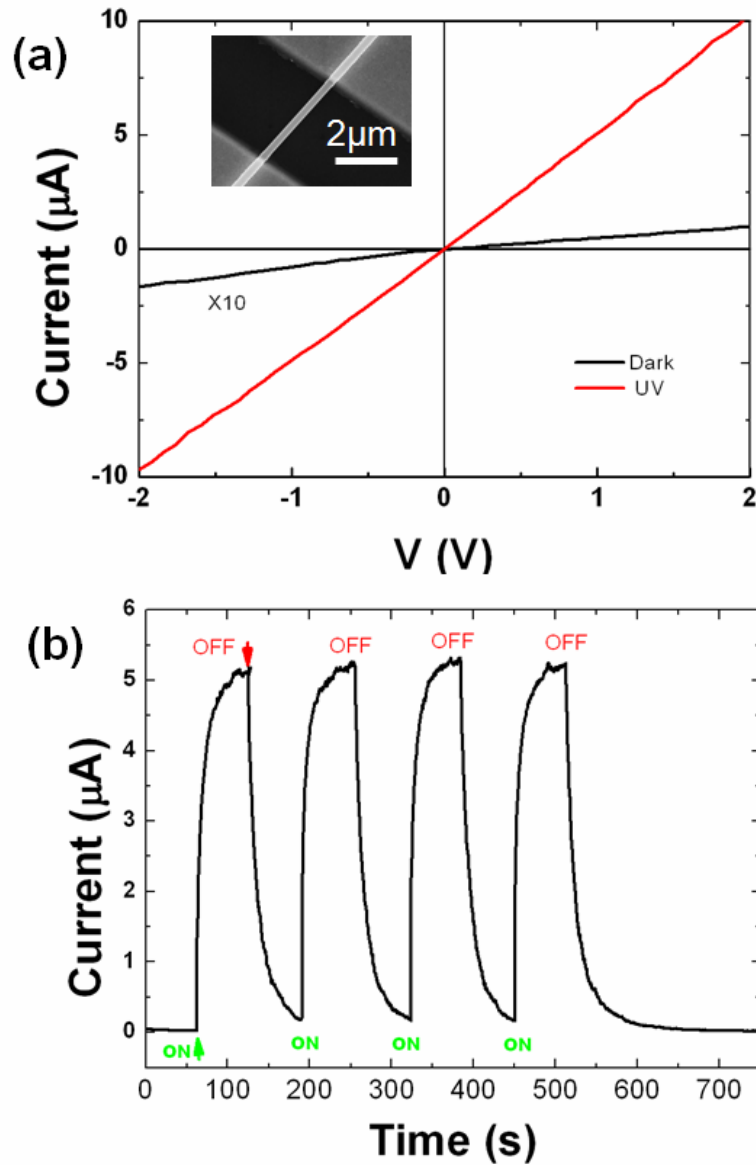 (a)
10
5
0
-5
-10
Current (μA)
2μm
X10
Dark
UV
-2 -1 0 1 2
V (V)
(b)
6
5
4
3
2
1
0
Current (μA)
OFF OFF OFF OFF
ON ON ON ON
0 100 200 300 400 500 600 700
Time (s)